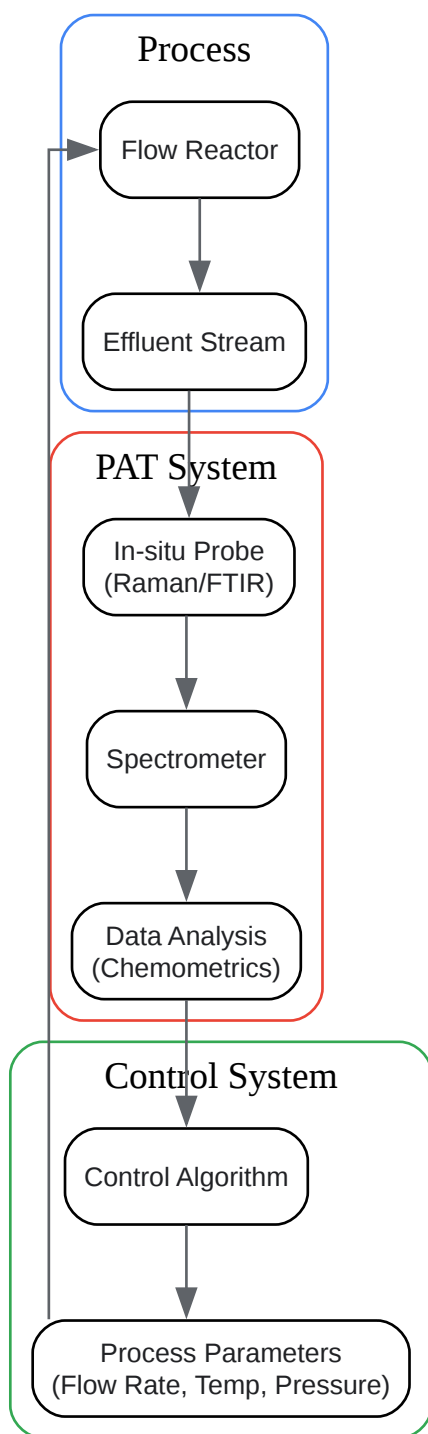 Process
Flow Reactor
Effluent Stream
PAT System
In-situ Probe
(Raman/FTIR)
Spectrometer
Data Analysis
(Chemometrics)
Control System
Control Algorithm
Process Parameters
(Flow Rate, Temp, Pressure)